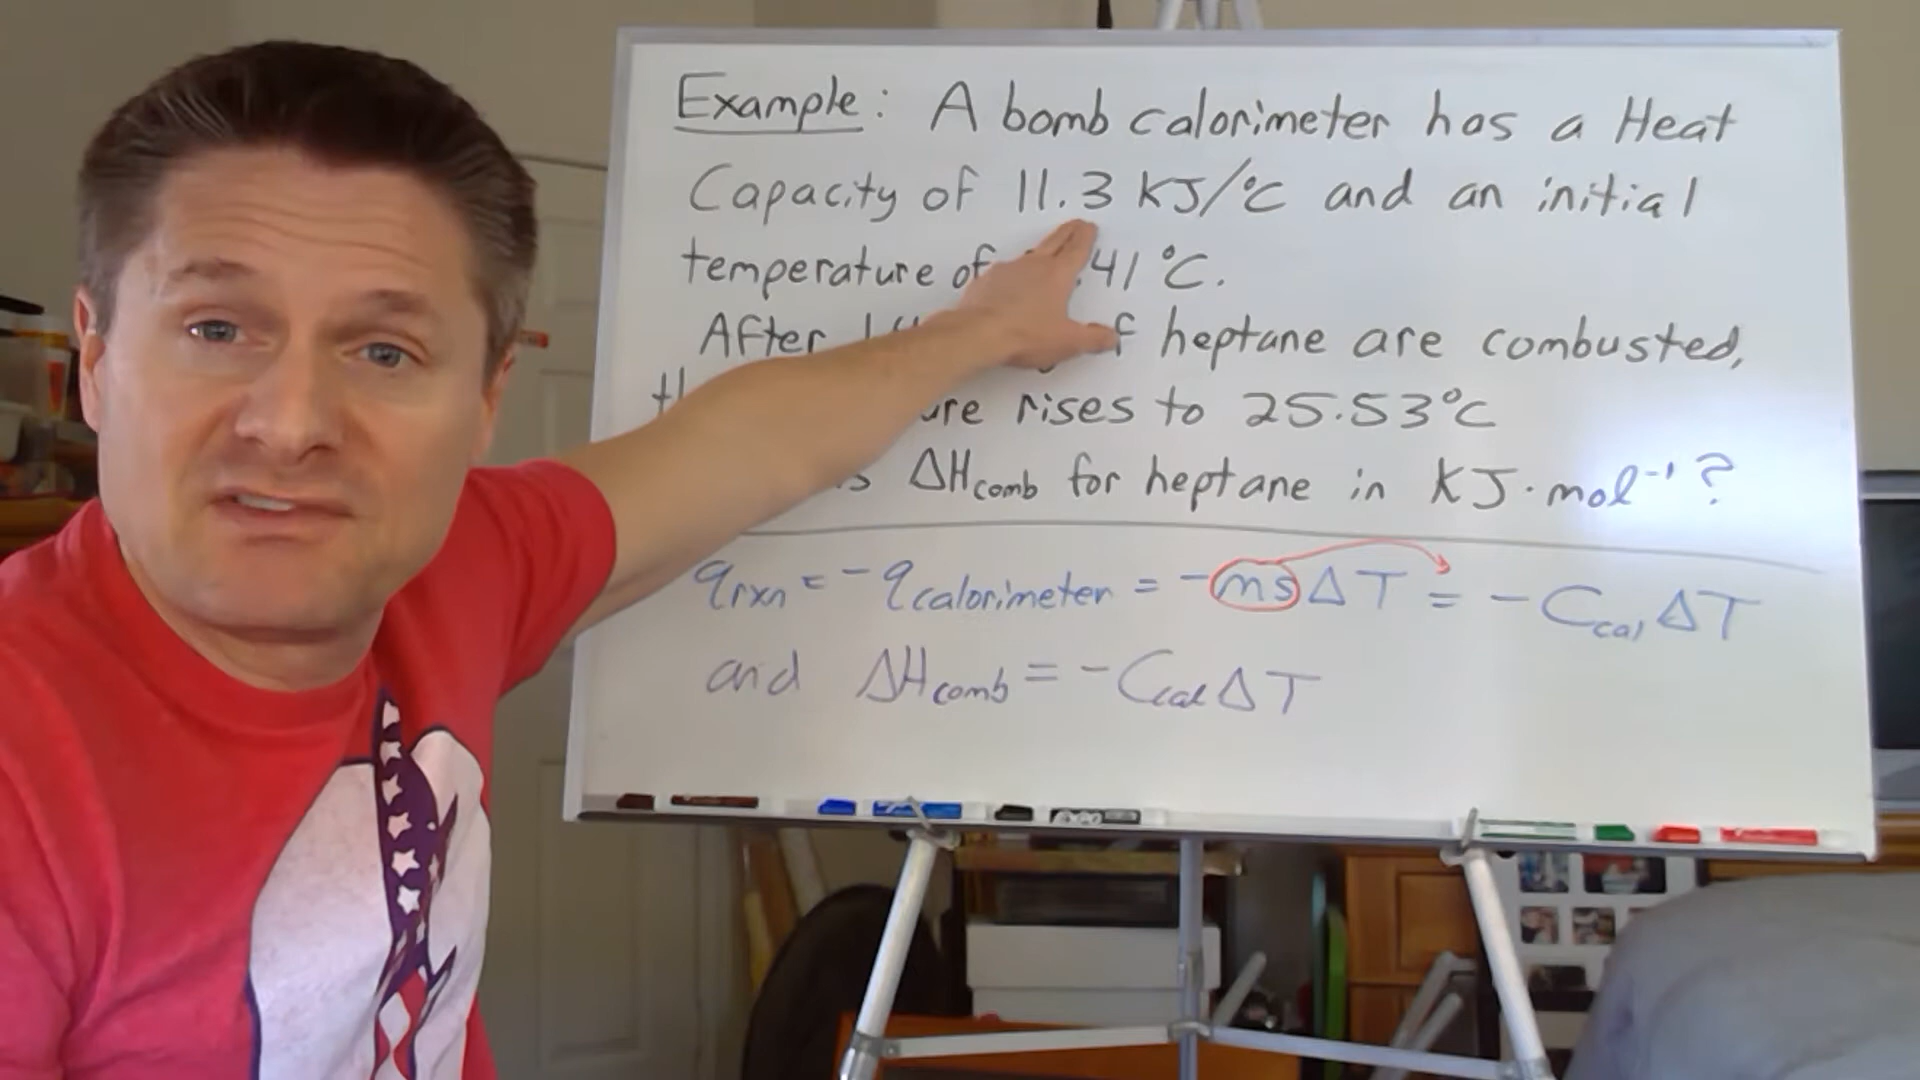 Example: A bomb calorimeter has a Heat
Capacity of 11.3 KJ/°C and an initial
temperature of .41 °C.
After heptane are combusted,
rises to 25.53°C
ΔHcomb for heptane in KJ·mol⁻¹?
qrxn = -qcalorimeter = -msΔT = -CcalΔT
and ΔHcomb = -CcalΔT